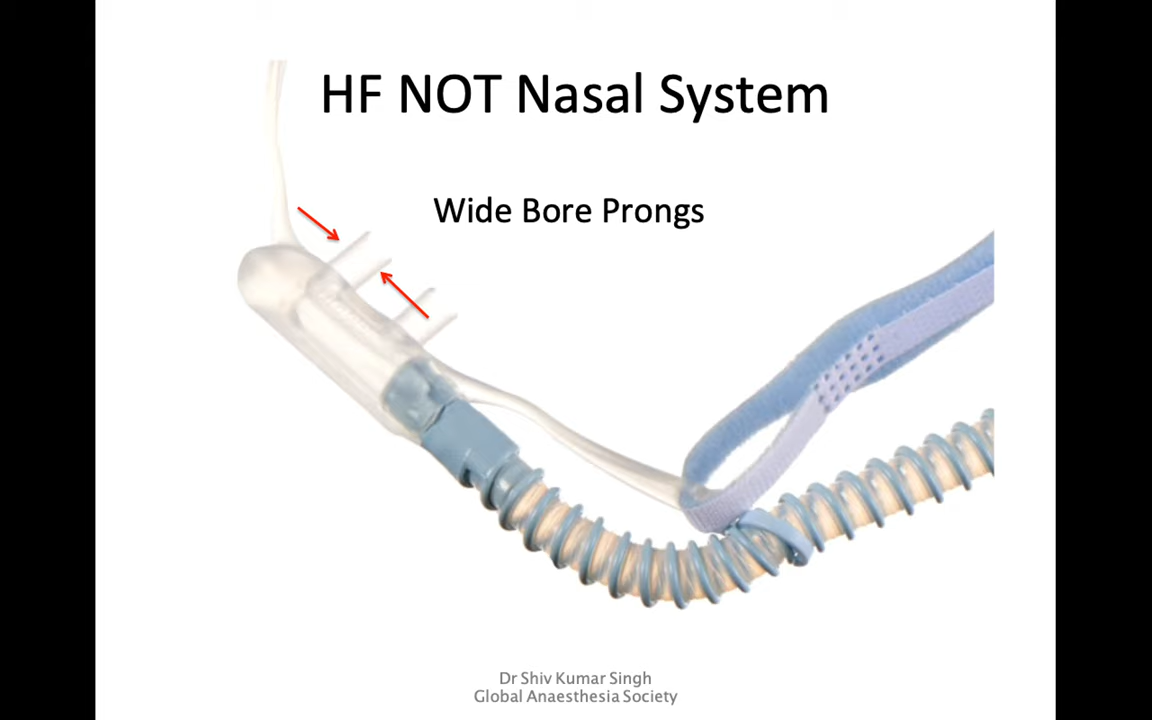 HF NOT Nasal System
Wide Bore Prongs
Dr Shiv Kumar Singh
Global Anaesthesia Society